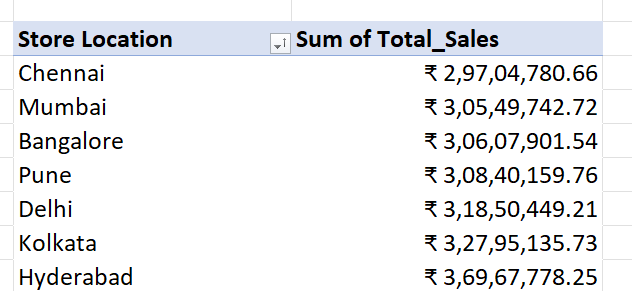 Store Location Sum of Total_Sales
Chennai ₹ 2,97,04,780.66
Mumbai ₹ 3,05,49,742.72
Bangalore ₹ 3,06,07,901.54
Pune ₹ 3,08,40,159.76
Delhi ₹ 3,18,50,449.21
Kolkata ₹ 3,27,95,135.73
Hyderabad ₹ 3,69,67,778.25